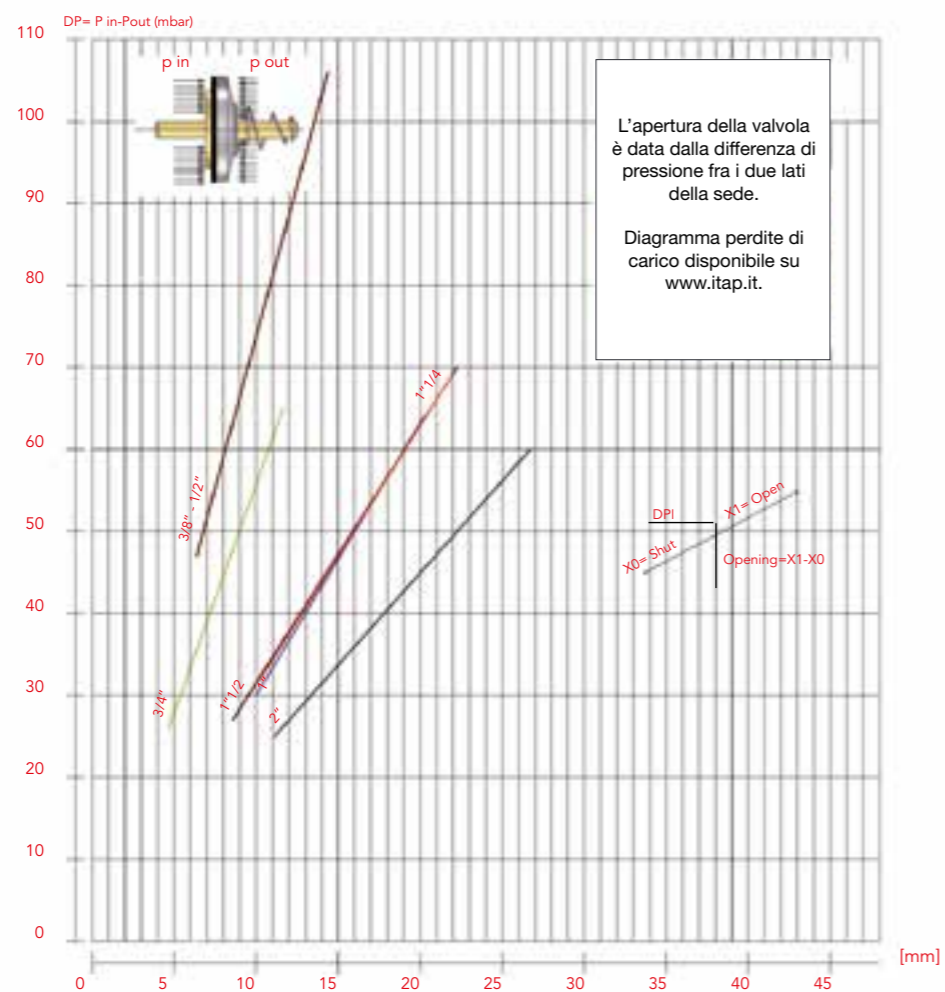 DP= P in-Pout (mbar)
110
p in
p out
100
L'apertura della valvola
è data dalla differenza di
pressione fra i due lati
della sede.
Diagramma perdite di
carico disponibile su
www.itap.it.
90
80
70
1"1/4
60
3/8" - 1/2"
50
DPI
X1= Open
X0= Shut
Opening=X1-X0
40
30
3/4"
1"1/2
1"
2"
20
10
0
[mm]
0
5
10
15
20
25
30
35
40
45